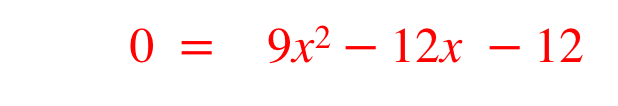 0 = 9x² − 12x − 12